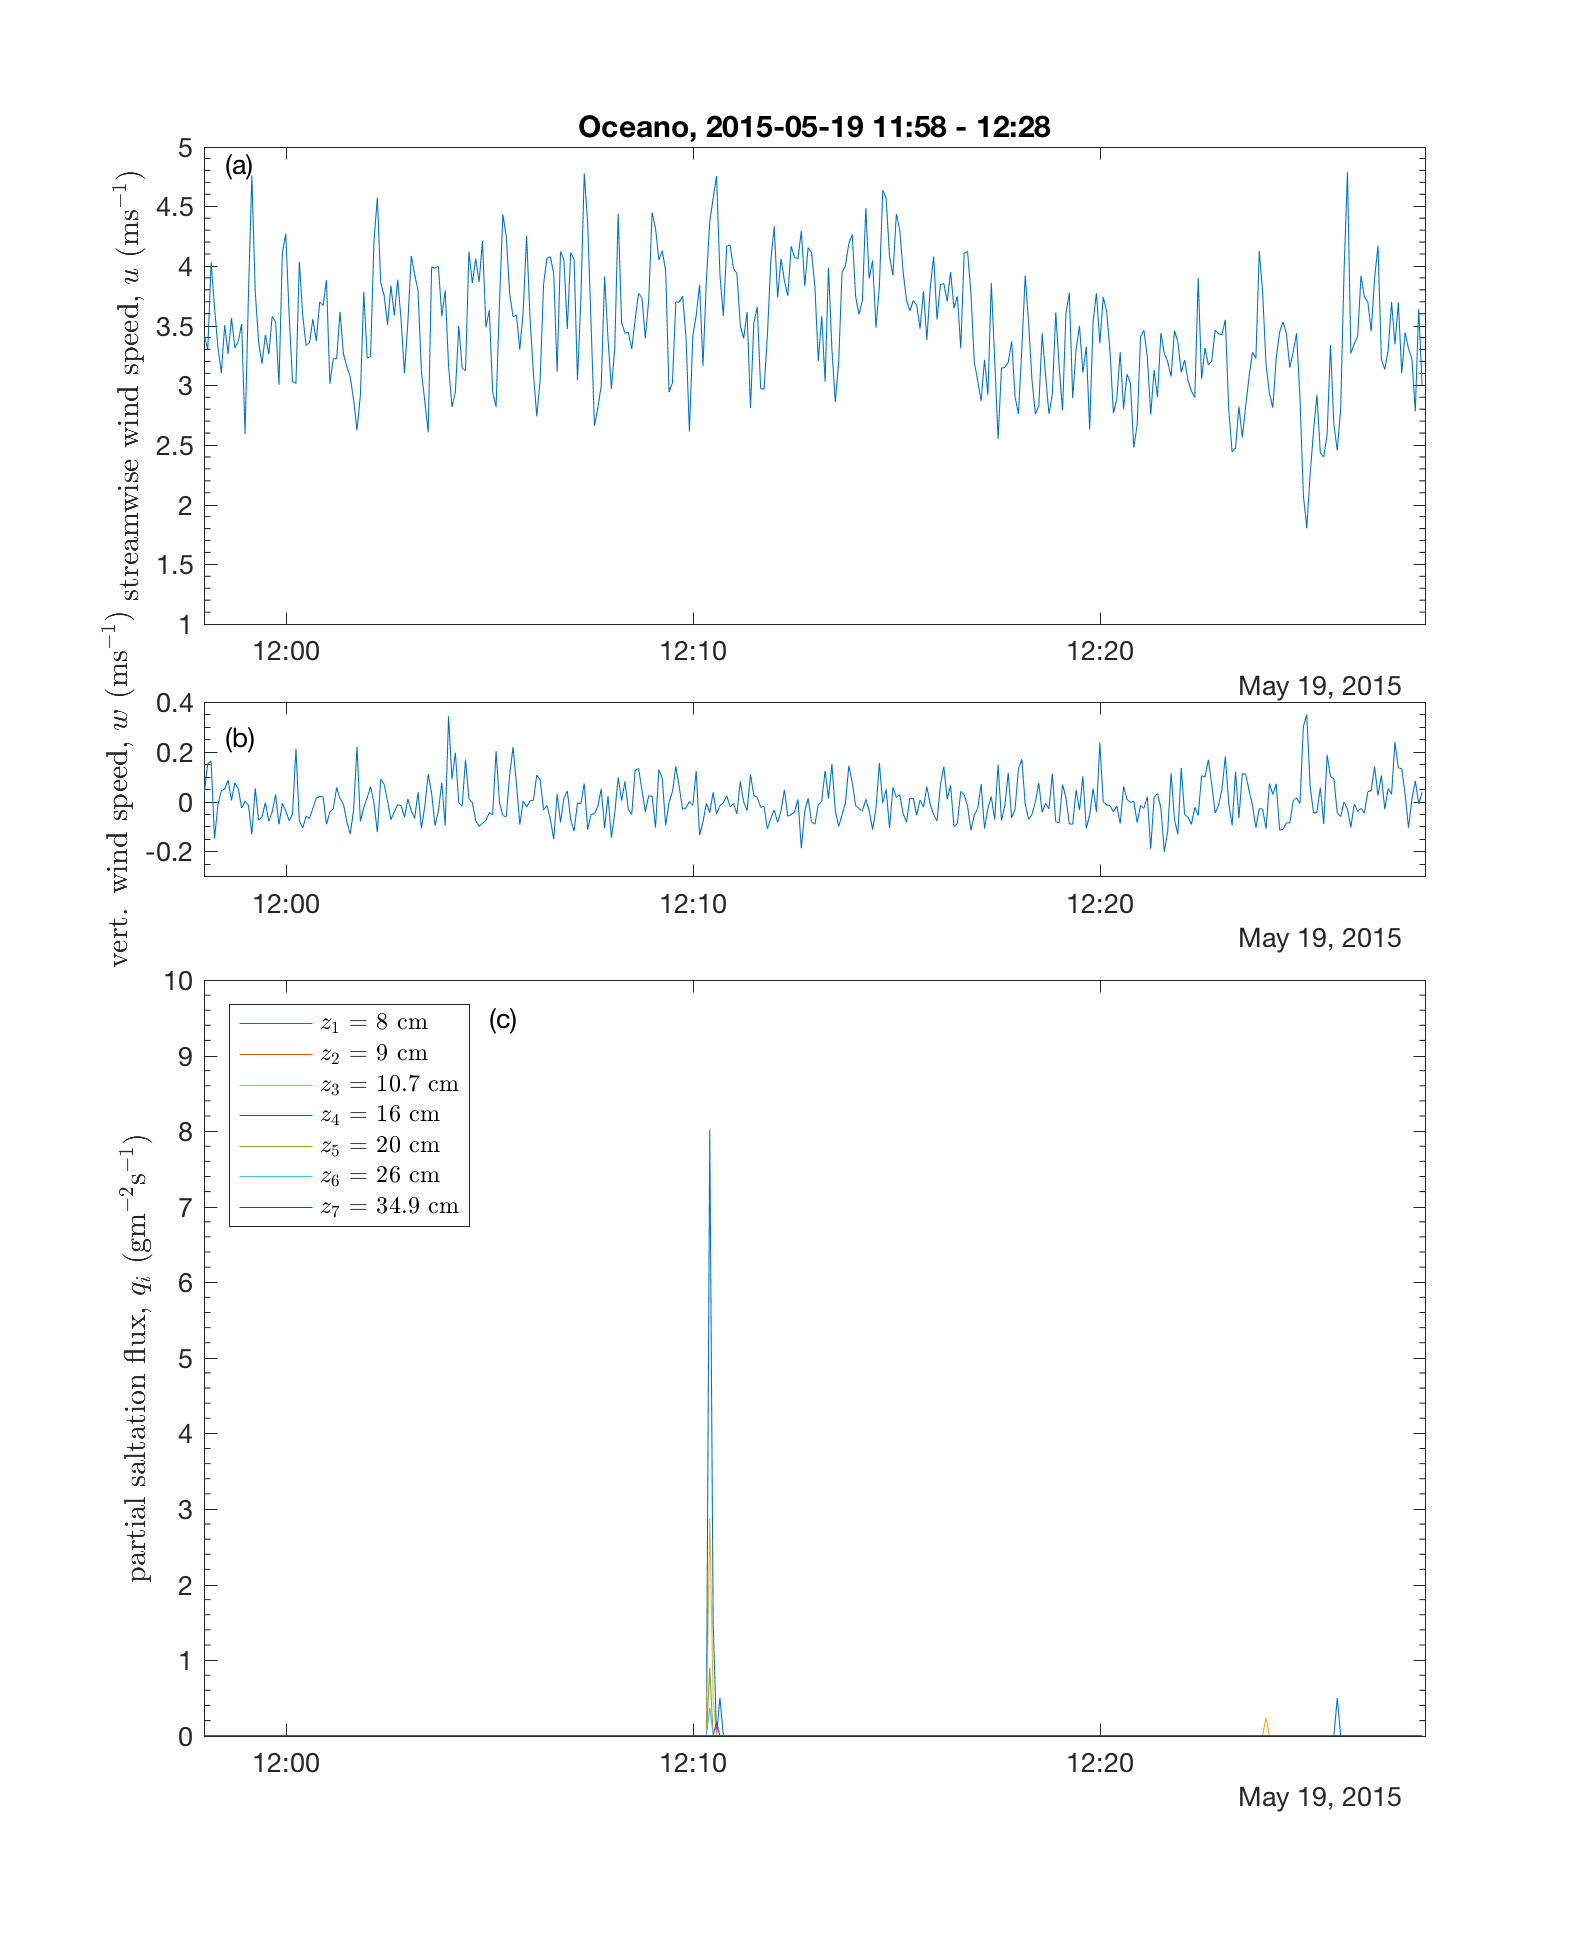 Oceano, 2015-05-19 11:58 - 12:28
(a)
streamwise wind speed, u (ms⁻¹)
5
4.5
4
3.5
3
2.5
2
1.5
1
12:00 12:10 12:20
May 19, 2015
(b)
vert. wind speed, w (ms⁻¹)
0.4
0.2
0
-0.2
12:00 12:10 12:20
May 19, 2015
(c)
partial saltation flux, qᵢ (gm⁻²s⁻¹)
10
9
8
7
6
5
4
3
2
1
0
z₁ = 8 cm
z₂ = 9 cm
z₃ = 10.7 cm
z₄ = 16 cm
z₅ = 20 cm
z₆ = 26 cm
z₇ = 34.9 cm
12:00 12:10 12:20
May 19, 2015